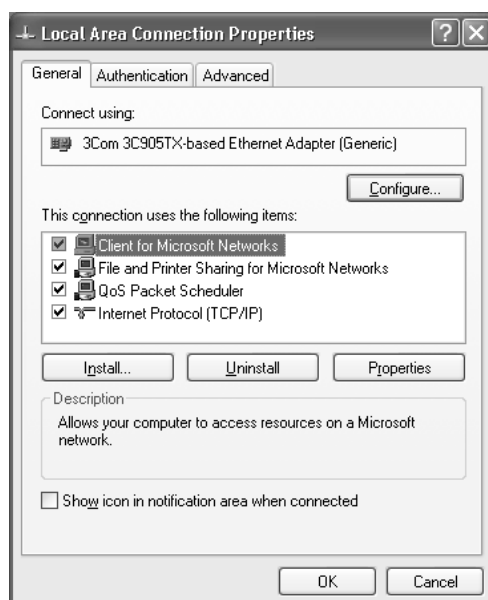 Local Area Connection Properties
General Authentication Advanced
Connect using:
3Com 3C905TX-based Ethernet Adapter (Generic)
Configure...
This connection uses the following items:
Client for Microsoft Networks
File and Printer Sharing for Microsoft Networks
QoS Packet Scheduler
Internet Protocol (TCP/IP)
Install... Uninstall Properties
Description
Allows your computer to access resources on a Microsoft
network.
Show icon in notification area when connected
OK Cancel